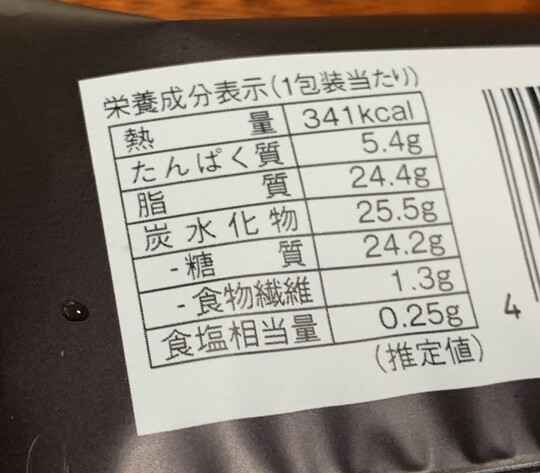 栄養成分表示(1包装当たり)
熱量 341kcal
たんぱく質 5.4g
脂質 24.4g
炭水化物 25.5g
-糖質 24.2g
-食物繊維 1.3g
食塩相当量 0.25g
(推定値)
4